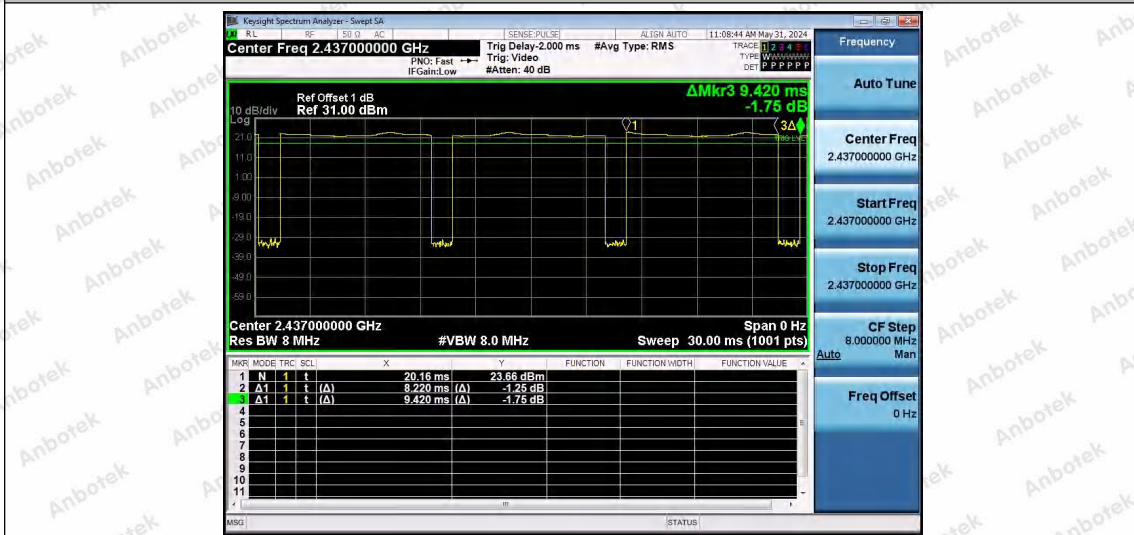 Keysight Spectrum Analyzer - Swept SA
RL RF 50 Ω AC SENSE:PULSE ALIGN AUTO 11:08:44 AM May 31, 2024
Center Freq 2.437000000 GHz
PNO: Fast
IFGain:Low
Trig Delay-2.000 ms
Trig: Video
#Atten: 40 dB
#Avg Type: RMS
TRACE 1 2 3 4 5 6
TYPE WWWWWW
DET P P P P P P
ΔMkr3 9.420 ms
-1.75 dB
Ref Offset 1 dB
10 dB/div Ref 31.00 dBm
Log
1
3Δ
21.0
11.0
1.00
-9.00
-19.0
-29.0
-39.0
-49.0
-59.0
Center 2.437000000 GHz Span 0 Hz
Res BW 8 MHz #VBW 8.0 MHz Sweep 30.00 ms (1001 pts)
MKR MODE TRC SCL X Y FUNCTION FUNCTION WIDTH FUNCTION VALUE
1 N 1 t 20.16 ms 23.66 dBm
2 Δ1 1 t (Δ) 8.220 ms (Δ) -1.25 dB
3 Δ1 1 t (Δ) 9.420 ms (Δ) -1.75 dB
4
5
6
7
8
9
10
11
MSG STATUS
Frequency
Auto Tune
Center Freq
2.437000000 GHz
Start Freq
2.437000000 GHz
Stop Freq
2.437000000 GHz
CF Step
8.000000 MHz
Auto Man
Freq Offset
0 Hz
Anbotek